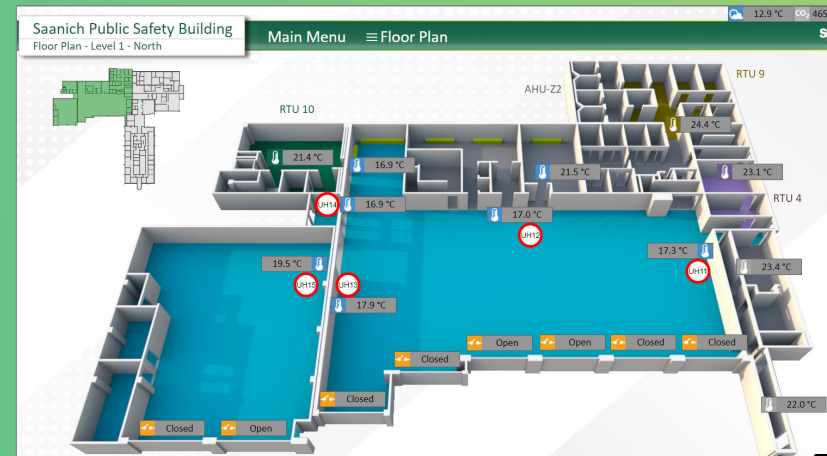 12.9 °C CO2 465
Saanich Public Safety Building
Floor Plan - Level 1 - North
Main Menu ≡ Floor Plan
RTU 9
AHU-Z2
RTU 10
24.4 °C
21.4 °C
16.9 °C
21.5 °C
23.1 °C
UH14
16.9 °C
RTU 4
17.0 °C
UH12
17.3 °C
19.5 °C
UH11
23.4 °C
UH15
UH13
17.9 °C
Open
Open
Closed
Closed
Closed
Closed
22.0 °C
Closed
Open